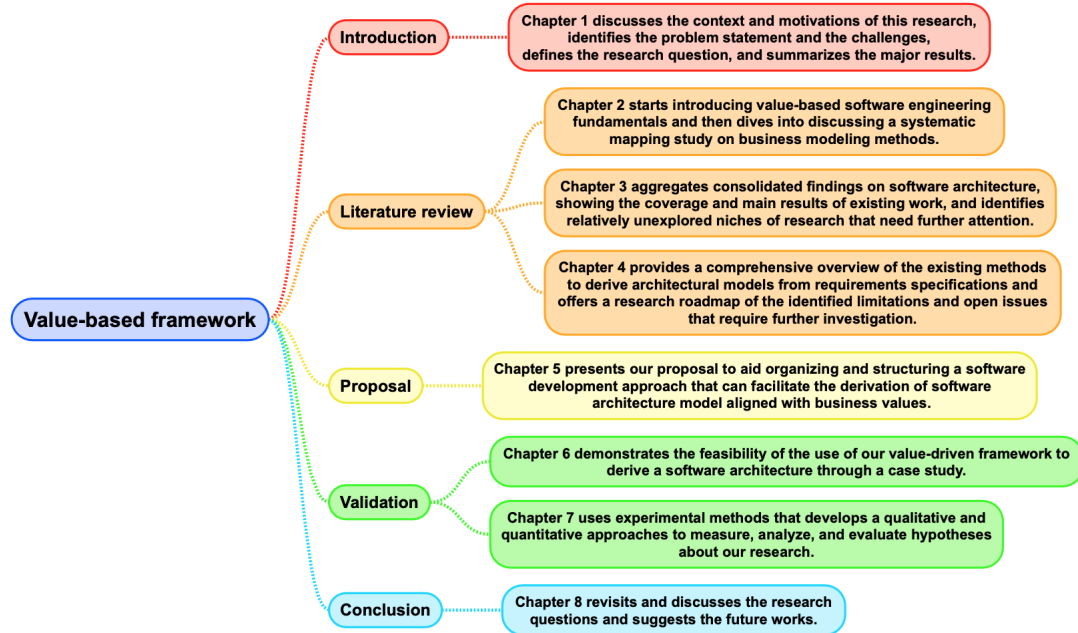 Introduction
Chapter 1 discusses the context and motivations of this research,
identifies the problem statement and the challenges,
defines the research question, and summarizes the major results.
Chapter 2 starts introducing value-based software engineering
fundamentals and then dives into discussing a systematic
mapping study on business modeling methods.
Literature review
Chapter 3 aggregates consolidated findings on software architecture,
showing the coverage and main results of existing work, and identifies
relatively unexplored niches of research that need further attention.
Chapter 4 provides a comprehensive overview of the existing methods
to derive architectural models from requirements specifications and
offers a research roadmap of the identified limitations and open issues
that require further investigation.
Value-based framework
Proposal
Chapter 5 presents our proposal to aid organizing and structuring a software
development approach that can facilitate the derivation of software
architecture model aligned with business values.
Chapter 6 demonstrates the feasibility of the use of our value-driven framework to
derive a software architecture through a case study.
Validation
Chapter 7 uses experimental methods that develops a qualitative and
quantitative approaches to measure, analyze, and evaluate hypotheses
about our research.
Conclusion
Chapter 8 revisits and discusses the research
questions and suggests the future works.